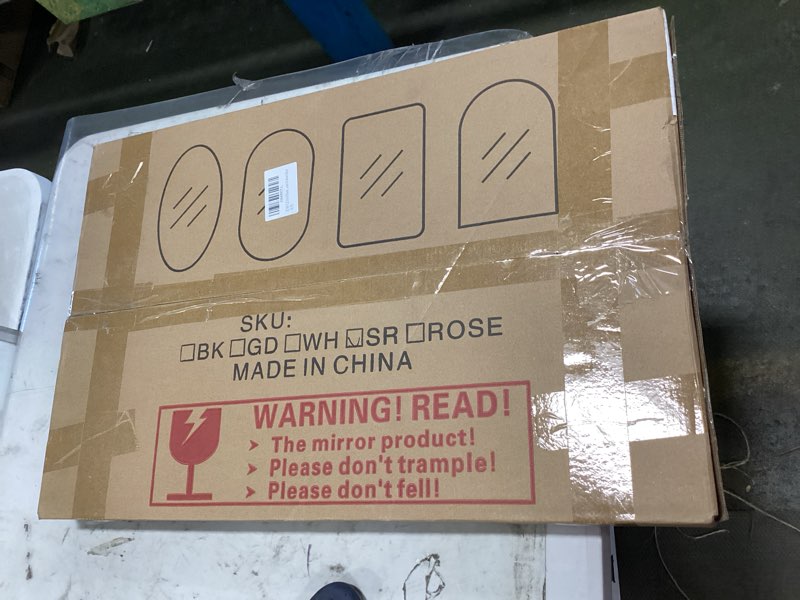 SKU:
☐BK ☐GD ☐WH ☑SR ☐ROSE
MADE IN CHINA
WARNING! READ!
➤ The mirror product!
➤ Please don't trample!
➤ Please don't fell!